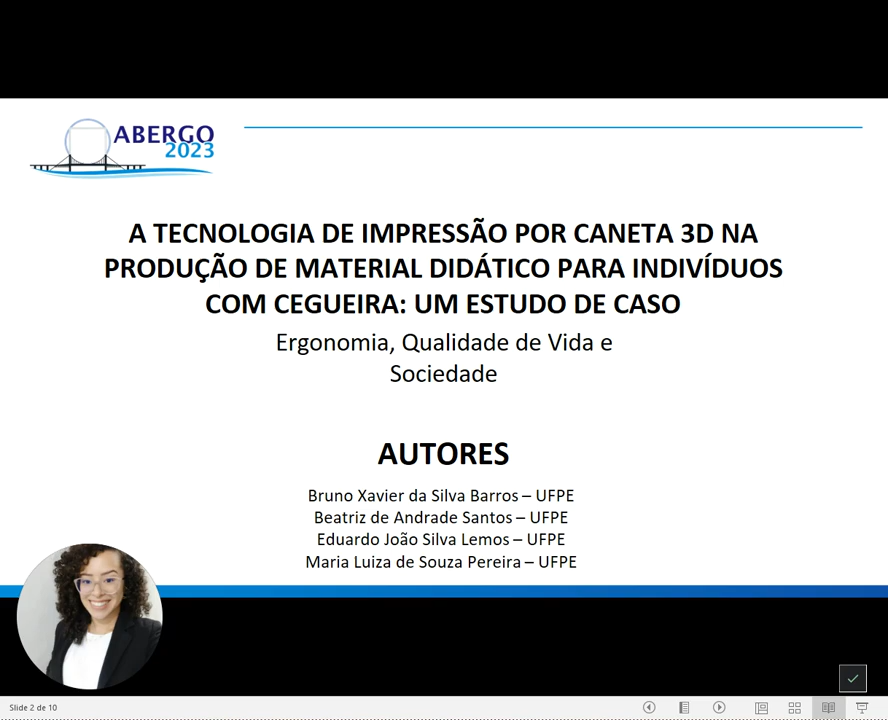 ABERGO
2023
A TECNOLOGIA DE IMPRESSÃO POR CANETA 3D NA
PRODUÇÃO DE MATERIAL DIDÁTICO PARA INDIVÍDUOS
COM CEGUEIRA: UM ESTUDO DE CASO
Ergonomia, Qualidade de Vida e
Sociedade
AUTORES
Bruno Xavier da Silva Barros – UFPE
Beatriz de Andrade Santos – UFPE
Eduardo João Silva Lemos – UFPE
Maria Luiza de Souza Pereira – UFPE
Slide 2 de 10